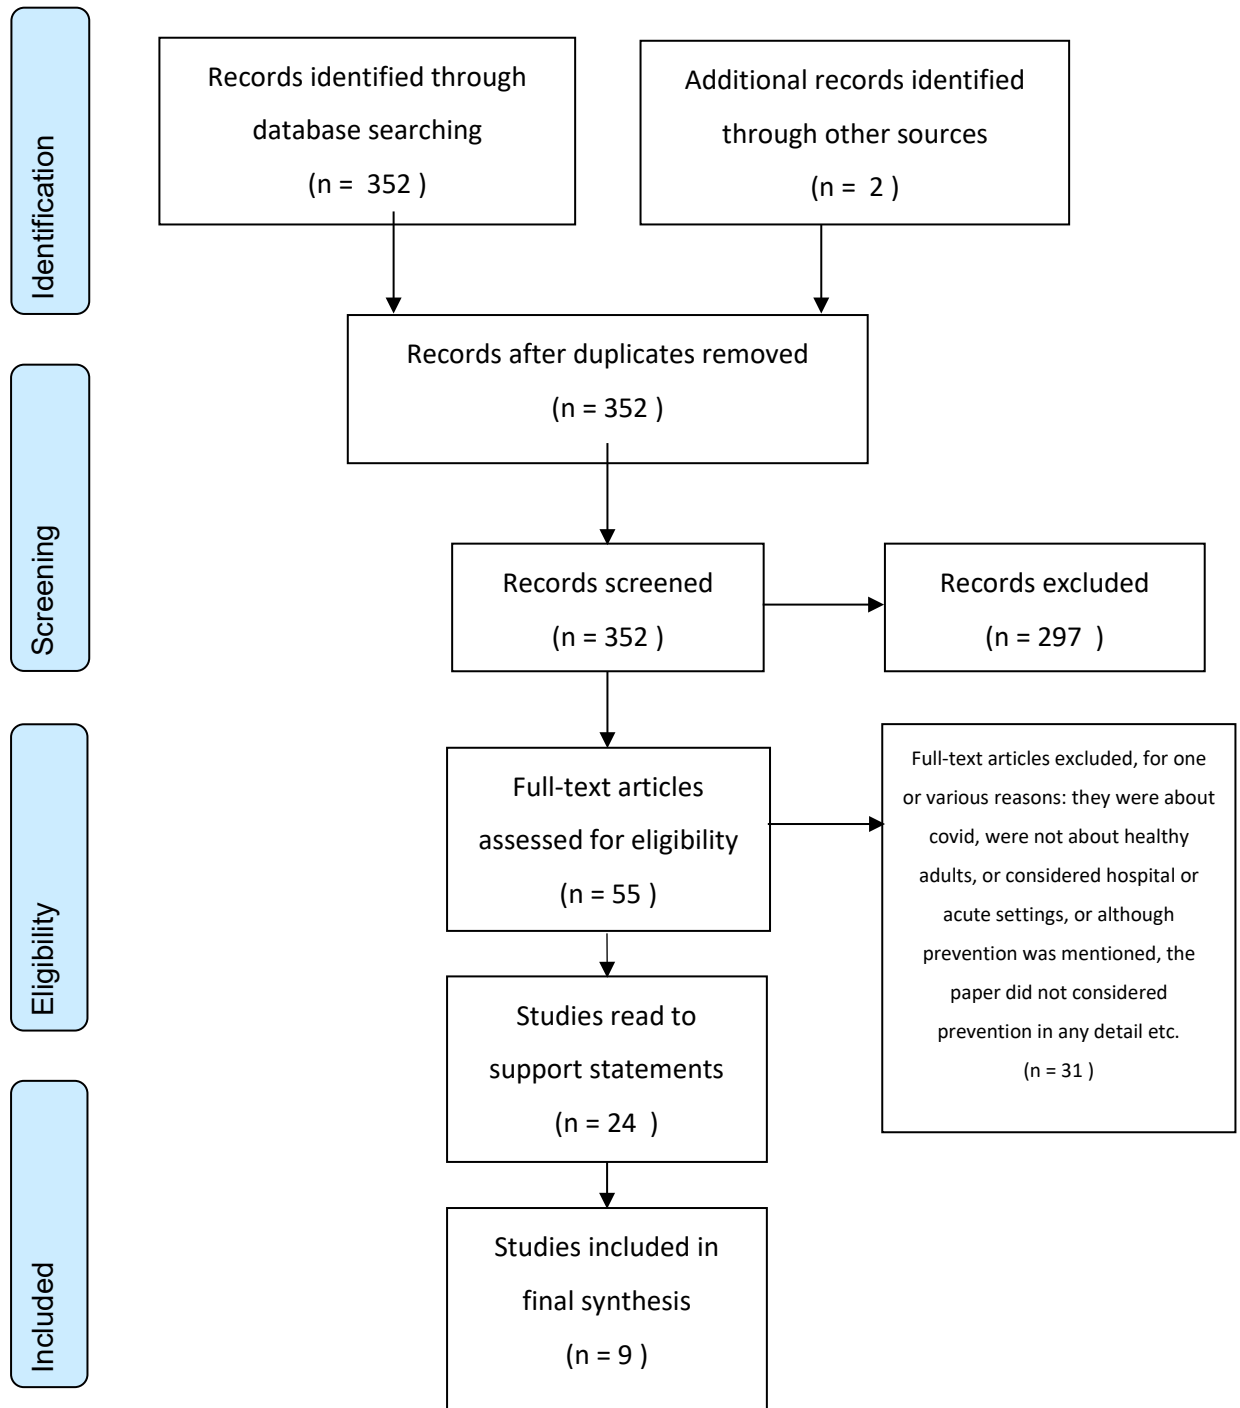 Identification
Records identified through
database searching
(n = 352 )
Additional records identified
through other sources
(n = 2 )
Records after duplicates removed
(n = 352 )
Screening
Records screened
(n = 352 )
Records excluded
(n = 297 )
Eligibility
Full-text articles
assessed for eligibility
(n = 55 )
Full-text articles excluded, for one
or various reasons: they were about
covid, were not about healthy
adults, or considered hospital or
acute settings, or although
prevention was mentioned, the
paper did not considered
prevention in any detail etc.
(n = 31 )
Studies read to
support statements
(n = 24 )
Included
Studies included in
final synthesis
(n = 9 )